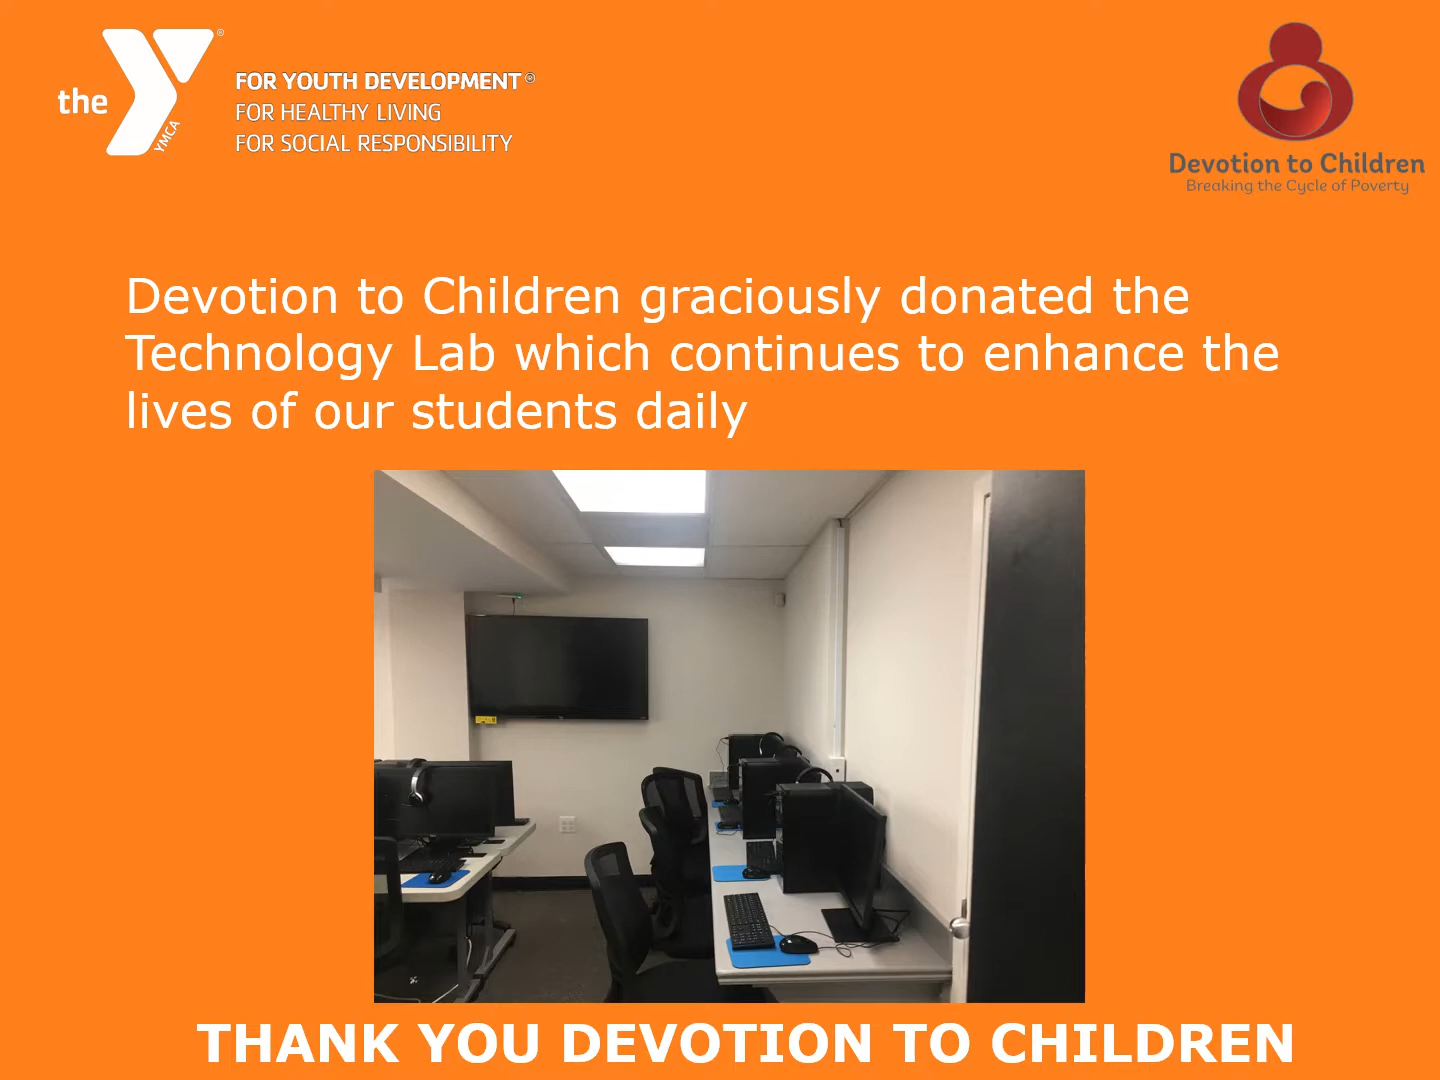 the
YMCA
®
FOR YOUTH DEVELOPMENT®
FOR HEALTHY LIVING
FOR SOCIAL RESPONSIBILITY
Devotion to Children
Breaking the Cycle of Poverty
Devotion to Children graciously donated the
Technology Lab which continues to enhance the
lives of our students daily
THANK YOU DEVOTION TO CHILDREN